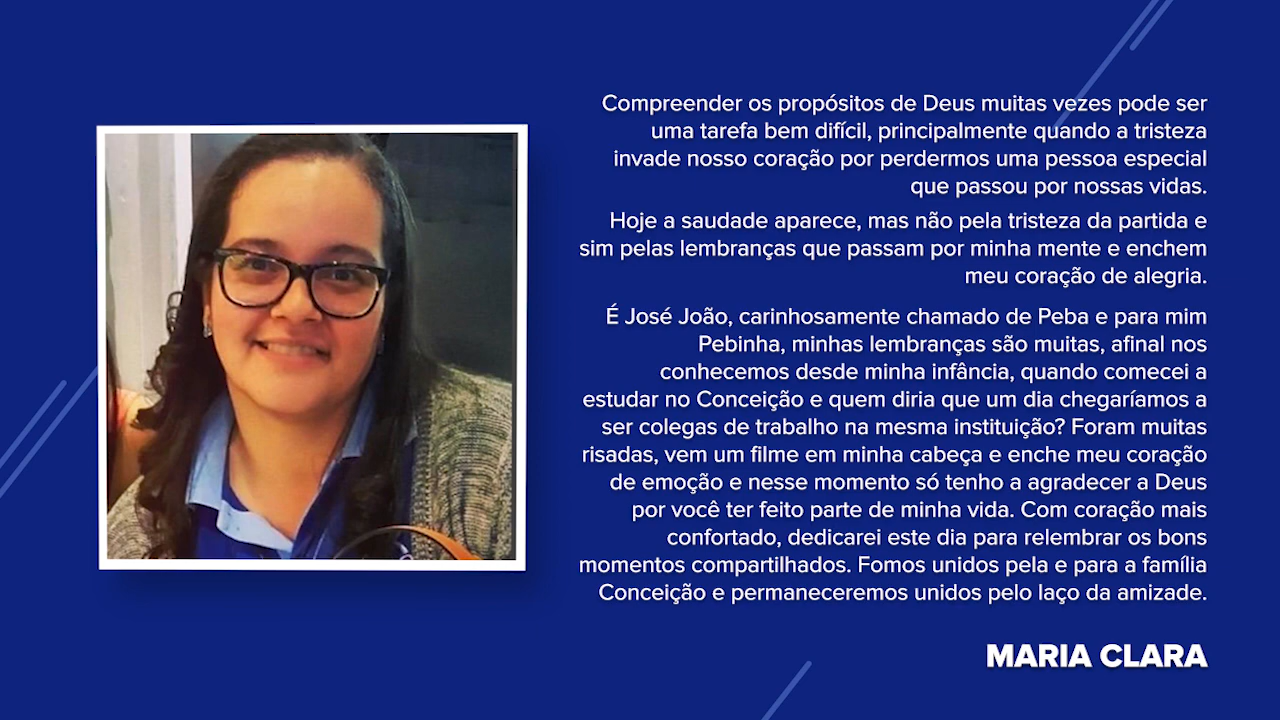 Compreender os propósitos de Deus muitas vezes pode ser
uma tarefa bem difícil, principalmente quando a tristeza
invade nosso coração por perdermos uma pessoa especial
que passou por nossas vidas.
Hoje a saudade aparece, mas não pela tristeza da partida e
sim pelas lembranças que passam por minha mente e enchem
meu coração de alegria.
É José João, carinhosamente chamado de Peba e para mim
Pebinha, minhas lembranças são muitas, afinal nos
conhecemos desde minha infância, quando comecei a
estudar no Conceição e quem diria que um dia chegaríamos a
ser colegas de trabalho na mesma instituição? Foram muitas
risadas, vem um filme em minha cabeça e enche meu coração
de emoção e nesse momento só tenho a agradecer a Deus
por você ter feito parte de minha vida. Com coração mais
confortado, dedicarei este dia para relembrar os bons
momentos compartilhados. Fomos unidos pela e para a família
Conceição e permaneceremos unidos pelo laço da amizade.
MARIA CLARA